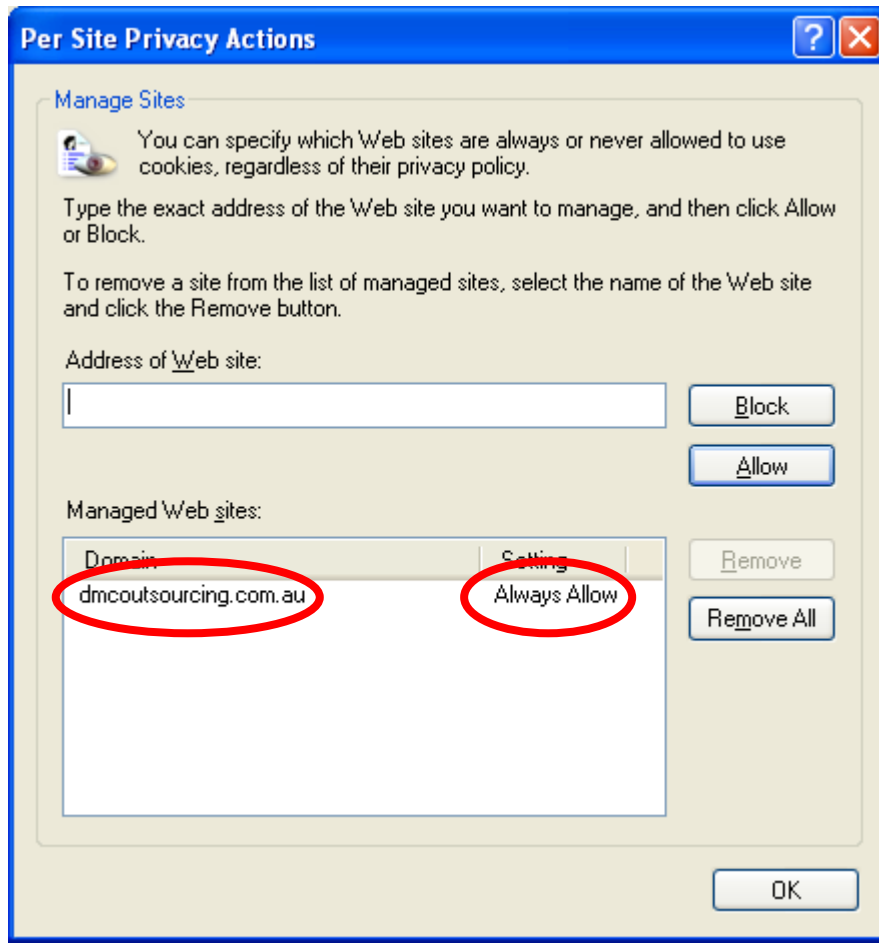 Per Site Privacy Actions
Manage Sites
You can specify which Web sites are always or never allowed to use
cookies, regardless of their privacy policy.
Type the exact address of the Web site you want to manage, and then click Allow
or Block.
To remove a site from the list of managed sites, select the name of the Web site
and click the Remove button.
Address of Web site:
Block
Allow
Managed Web sites:
Domain Setting
Remove
dmcoutsourcing.com.au Always Allow
Remove All
OK